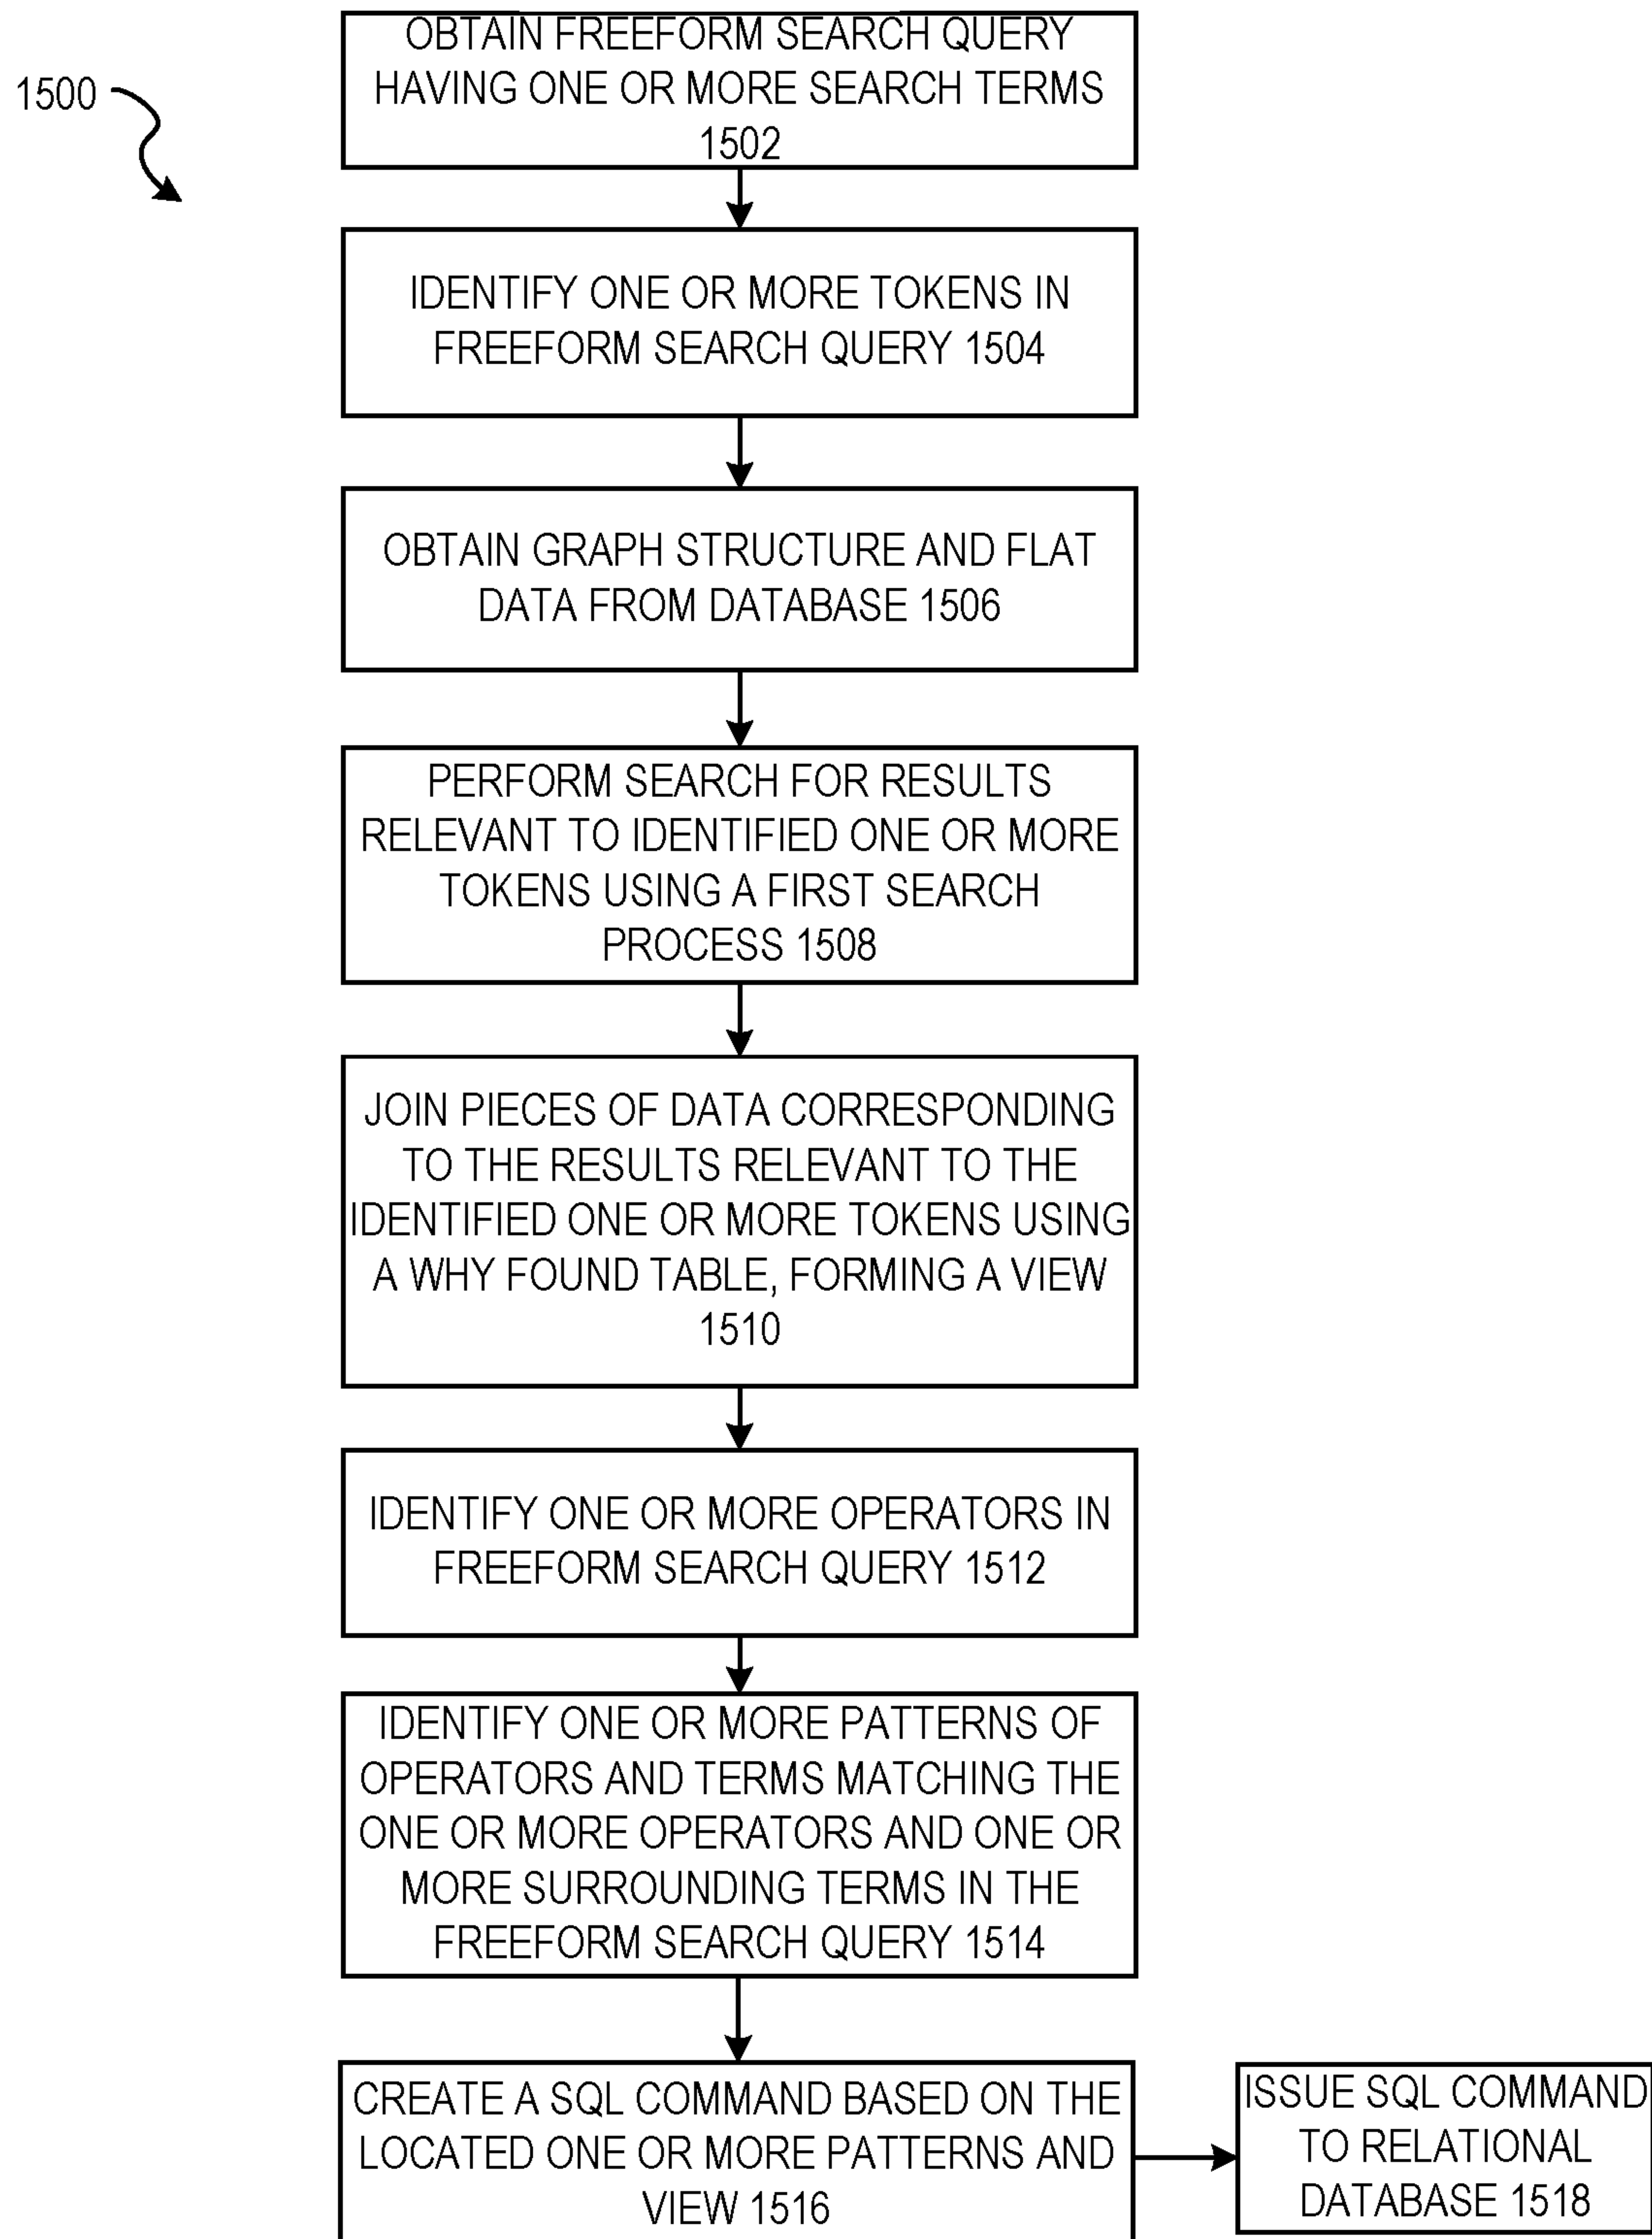 1500
OBTAIN FREEFORM SEARCH QUERY
HAVING ONE OR MORE SEARCH TERMS
1502
IDENTIFY ONE OR MORE TOKENS IN
FREEFORM SEARCH QUERY 1504
OBTAIN GRAPH STRUCTURE AND FLAT
DATA FROM DATABASE 1506
PERFORM SEARCH FOR RESULTS
RELEVANT TO IDENTIFIED ONE OR MORE
TOKENS USING A FIRST SEARCH
PROCESS 1508
JOIN PIECES OF DATA CORRESPONDING
TO THE RESULTS RELEVANT TO THE
IDENTIFIED ONE OR MORE TOKENS USING
A WHY FOUND TABLE, FORMING A VIEW
1510
IDENTIFY ONE OR MORE OPERATORS IN
FREEFORM SEARCH QUERY 1512
IDENTIFY ONE OR MORE PATTERNS OF
OPERATORS AND TERMS MATCHING THE
ONE OR MORE OPERATORS AND ONE OR
MORE SURROUNDING TERMS IN THE
FREEFORM SEARCH QUERY 1514
CREATE A SQL COMMAND BASED ON THE
LOCATED ONE OR MORE PATTERNS AND
VIEW 1516
ISSUE SQL COMMAND
TO RELATIONAL
DATABASE 1518